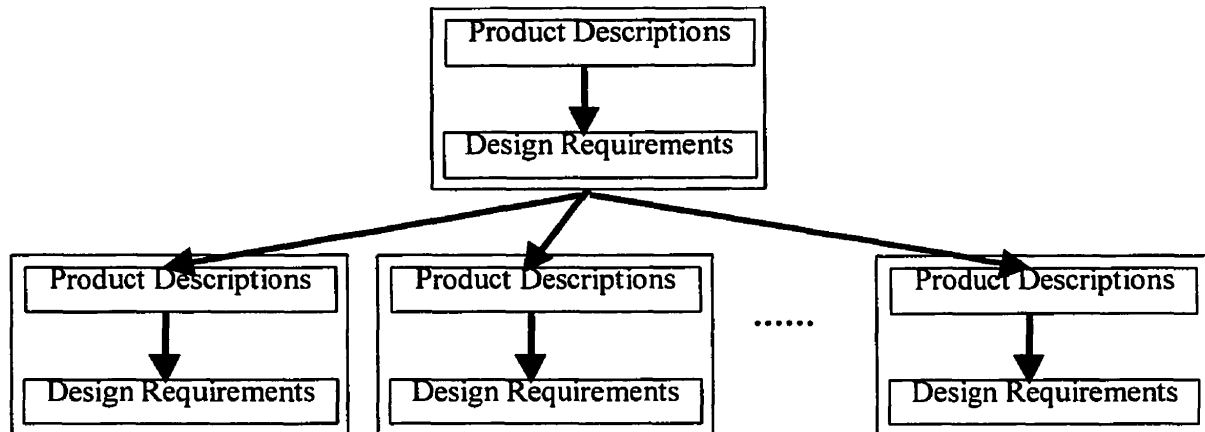 Product Descriptions
Design Requirements
Product Descriptions
Product Descriptions
Product Descriptions
......
Design Requirements
Design Requirements
Design Requirements